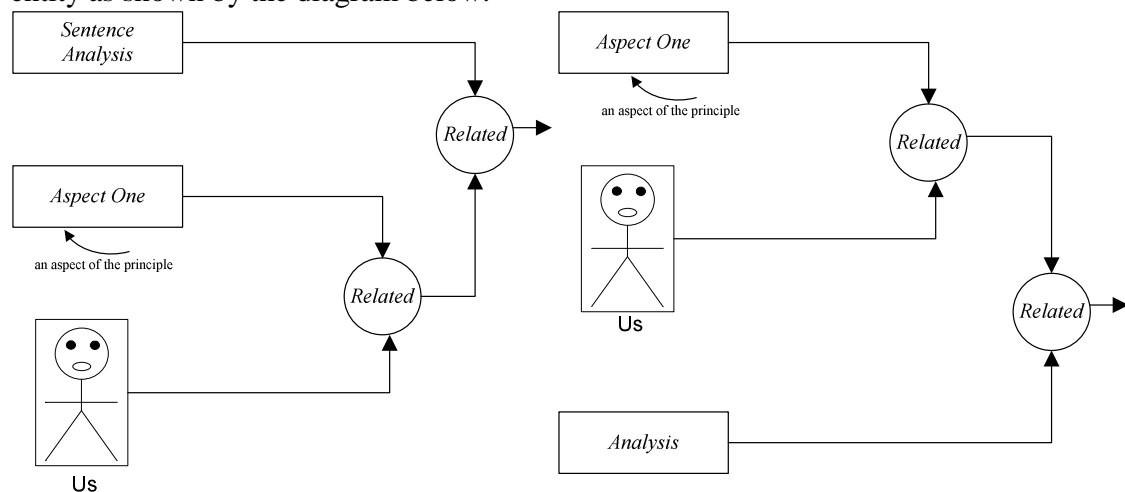 entity as shown by the diagram below:
Sentence
Analysis
Related
Aspect One
an aspect of the principle
Related
Us
Aspect One
an aspect of the principle
Related
Us
Related
Analysis